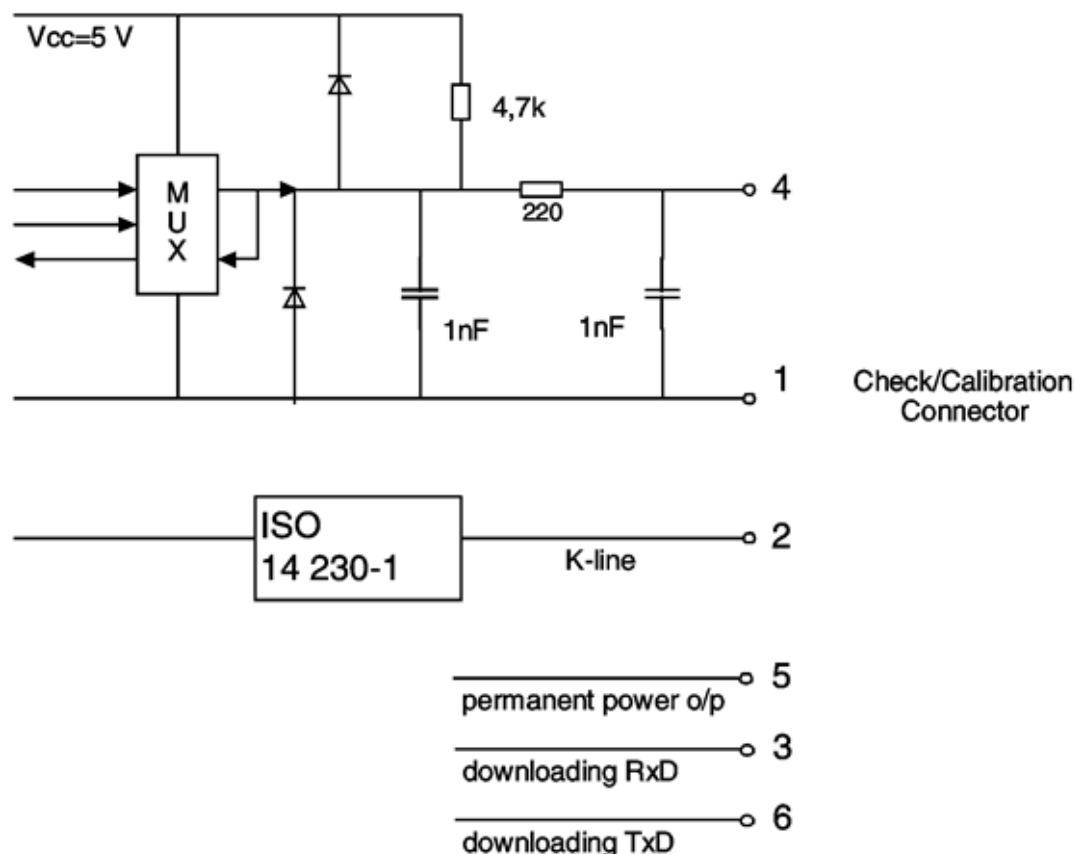 Vcc=5 V
4,7k
M
U
X
4
220
1nF
1nF
1
Check/Calibration
Connector
ISO
14 230-1
2
K-line
5
permanent power o/p
3
downloading RxD
6
downloading TxD